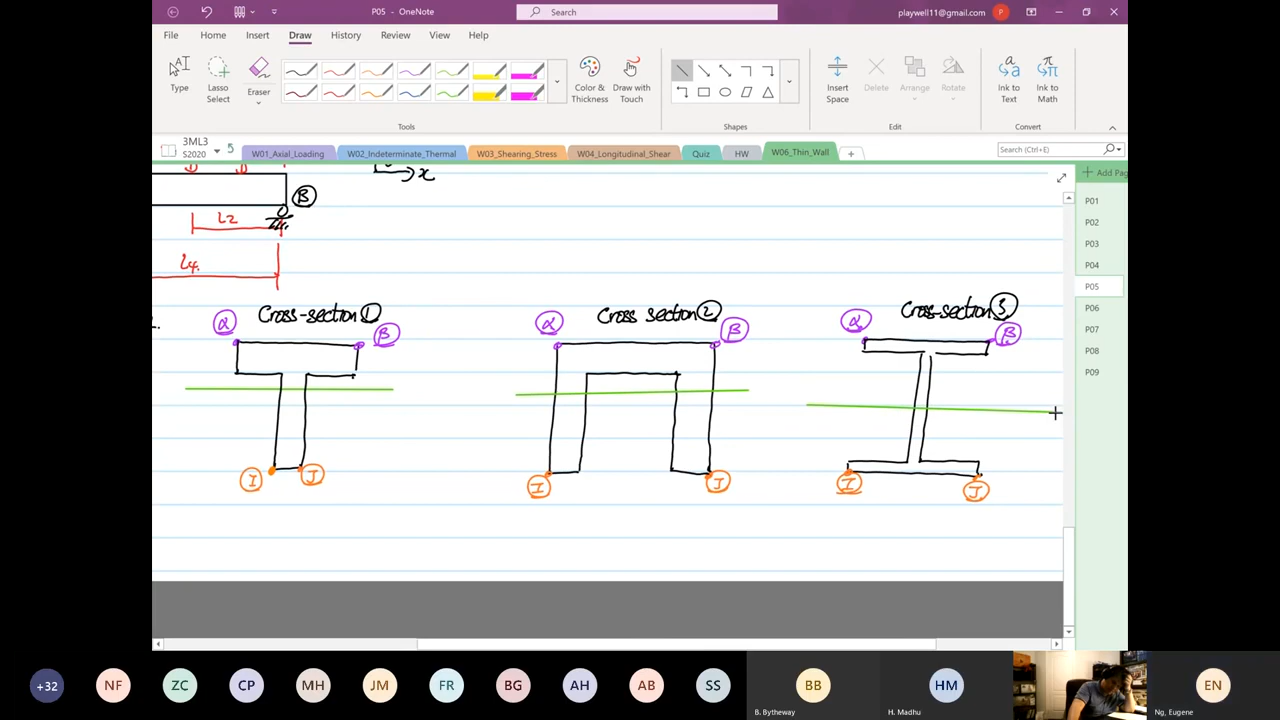 P05 - OneNote
Search
playwell11@gmail.com
P
File
Home
Insert
Draw
History
Review
View
Help
Type
Lasso Select
Eraser
Color & Thickness
Draw with Touch
Insert Space
Delete
Arrange
Rotate
Ink to Text
Ink to Math
Tools
Shapes
Edit
Convert
3ML3 S2020
W01_Axial_Loading
W02_Indeterminate_Thermal
W03_Shearing_Stress
W04_Longitudinal_Shear
Quiz
HW
W06_Thin_Wall
Search (Ctrl+E)
Add Pag
P01
P02
P03
P04
P05
P06
P07
P08
P09
x
B
L2
L4.
Cross-section 1
α
B
I
J
Cross section 2
α
B
I
J
Cross-section 3
α
B
I
J
+32
NF
ZC
CP
MH
JM
FR
BG
AH
AB
SS
BB
B. Bytheway
HM
H. Madhu
EN
Ng, Eugene